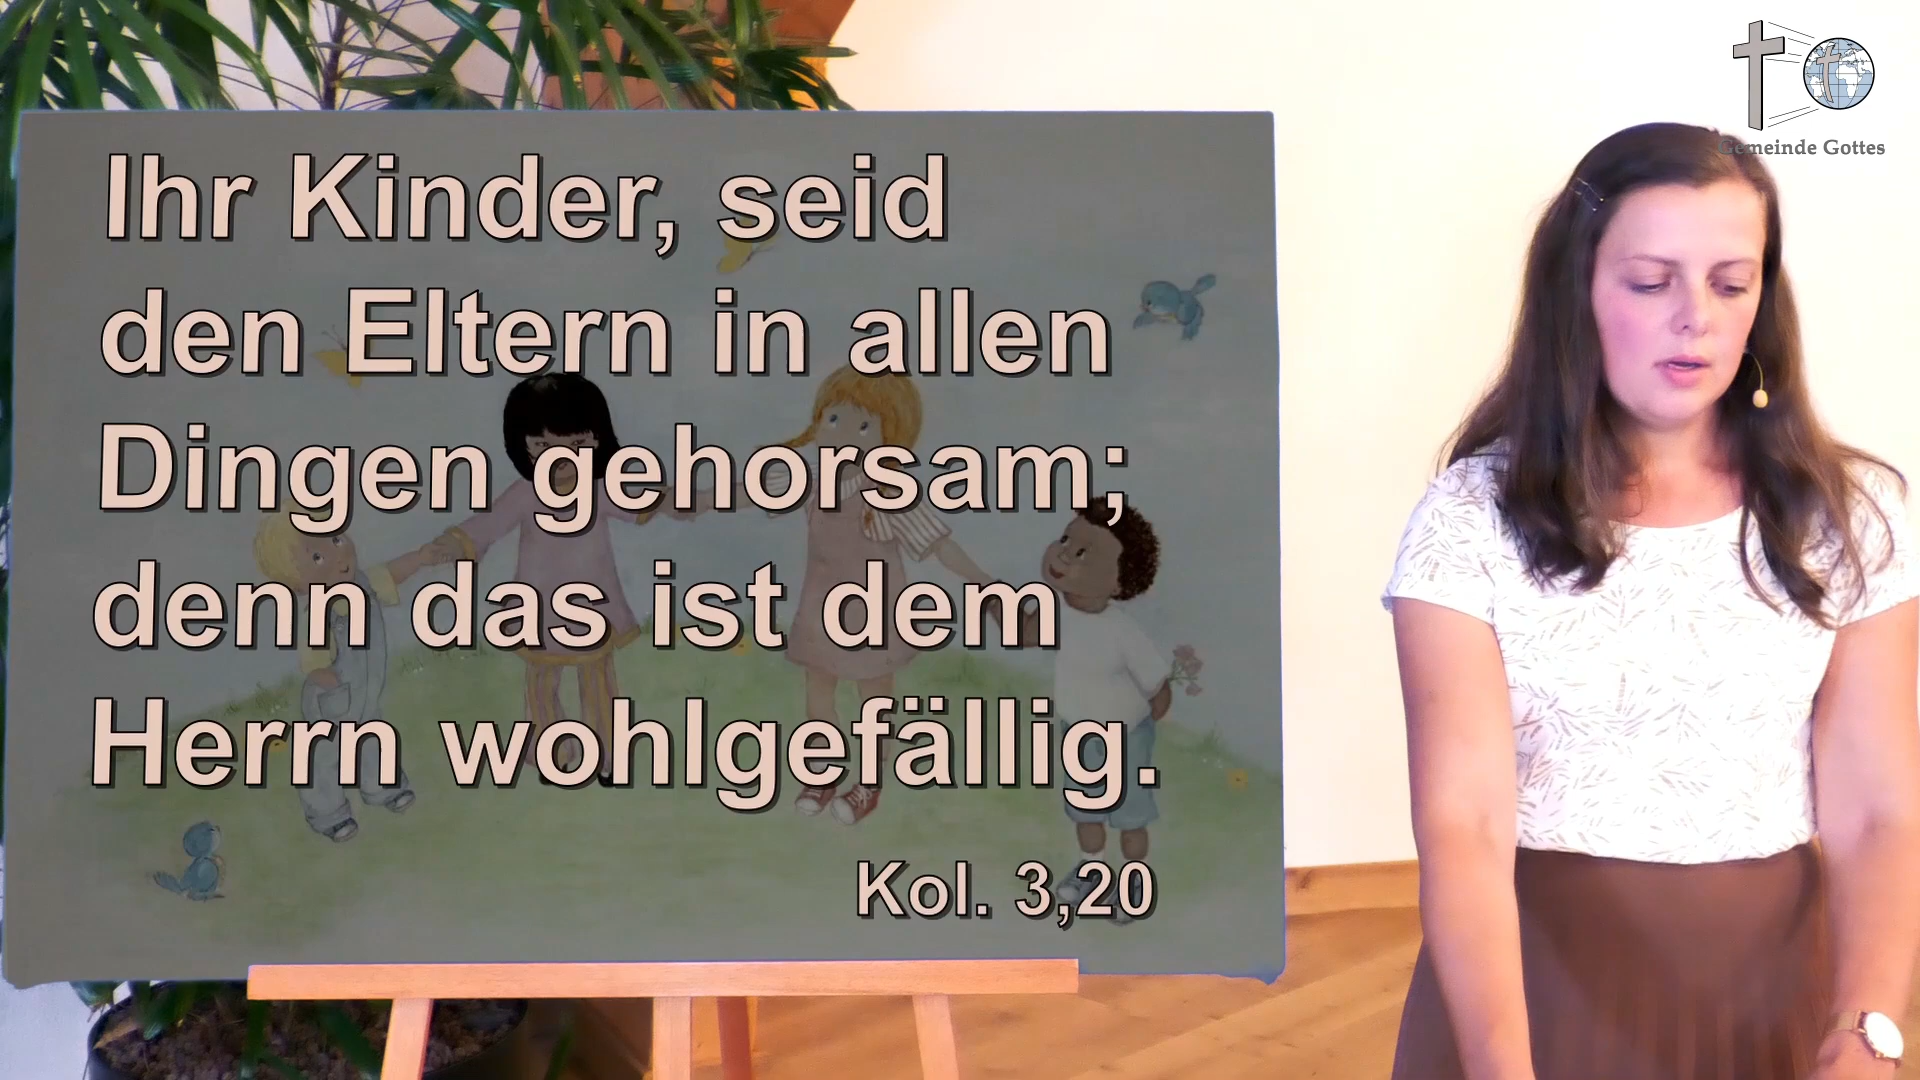 Ihr Kinder, seid
den Eltern in allen
Dingen gehorsam;
denn das ist dem
Herrn wohlgefällig.
Kol. 3,20
Gemeinde Gottes